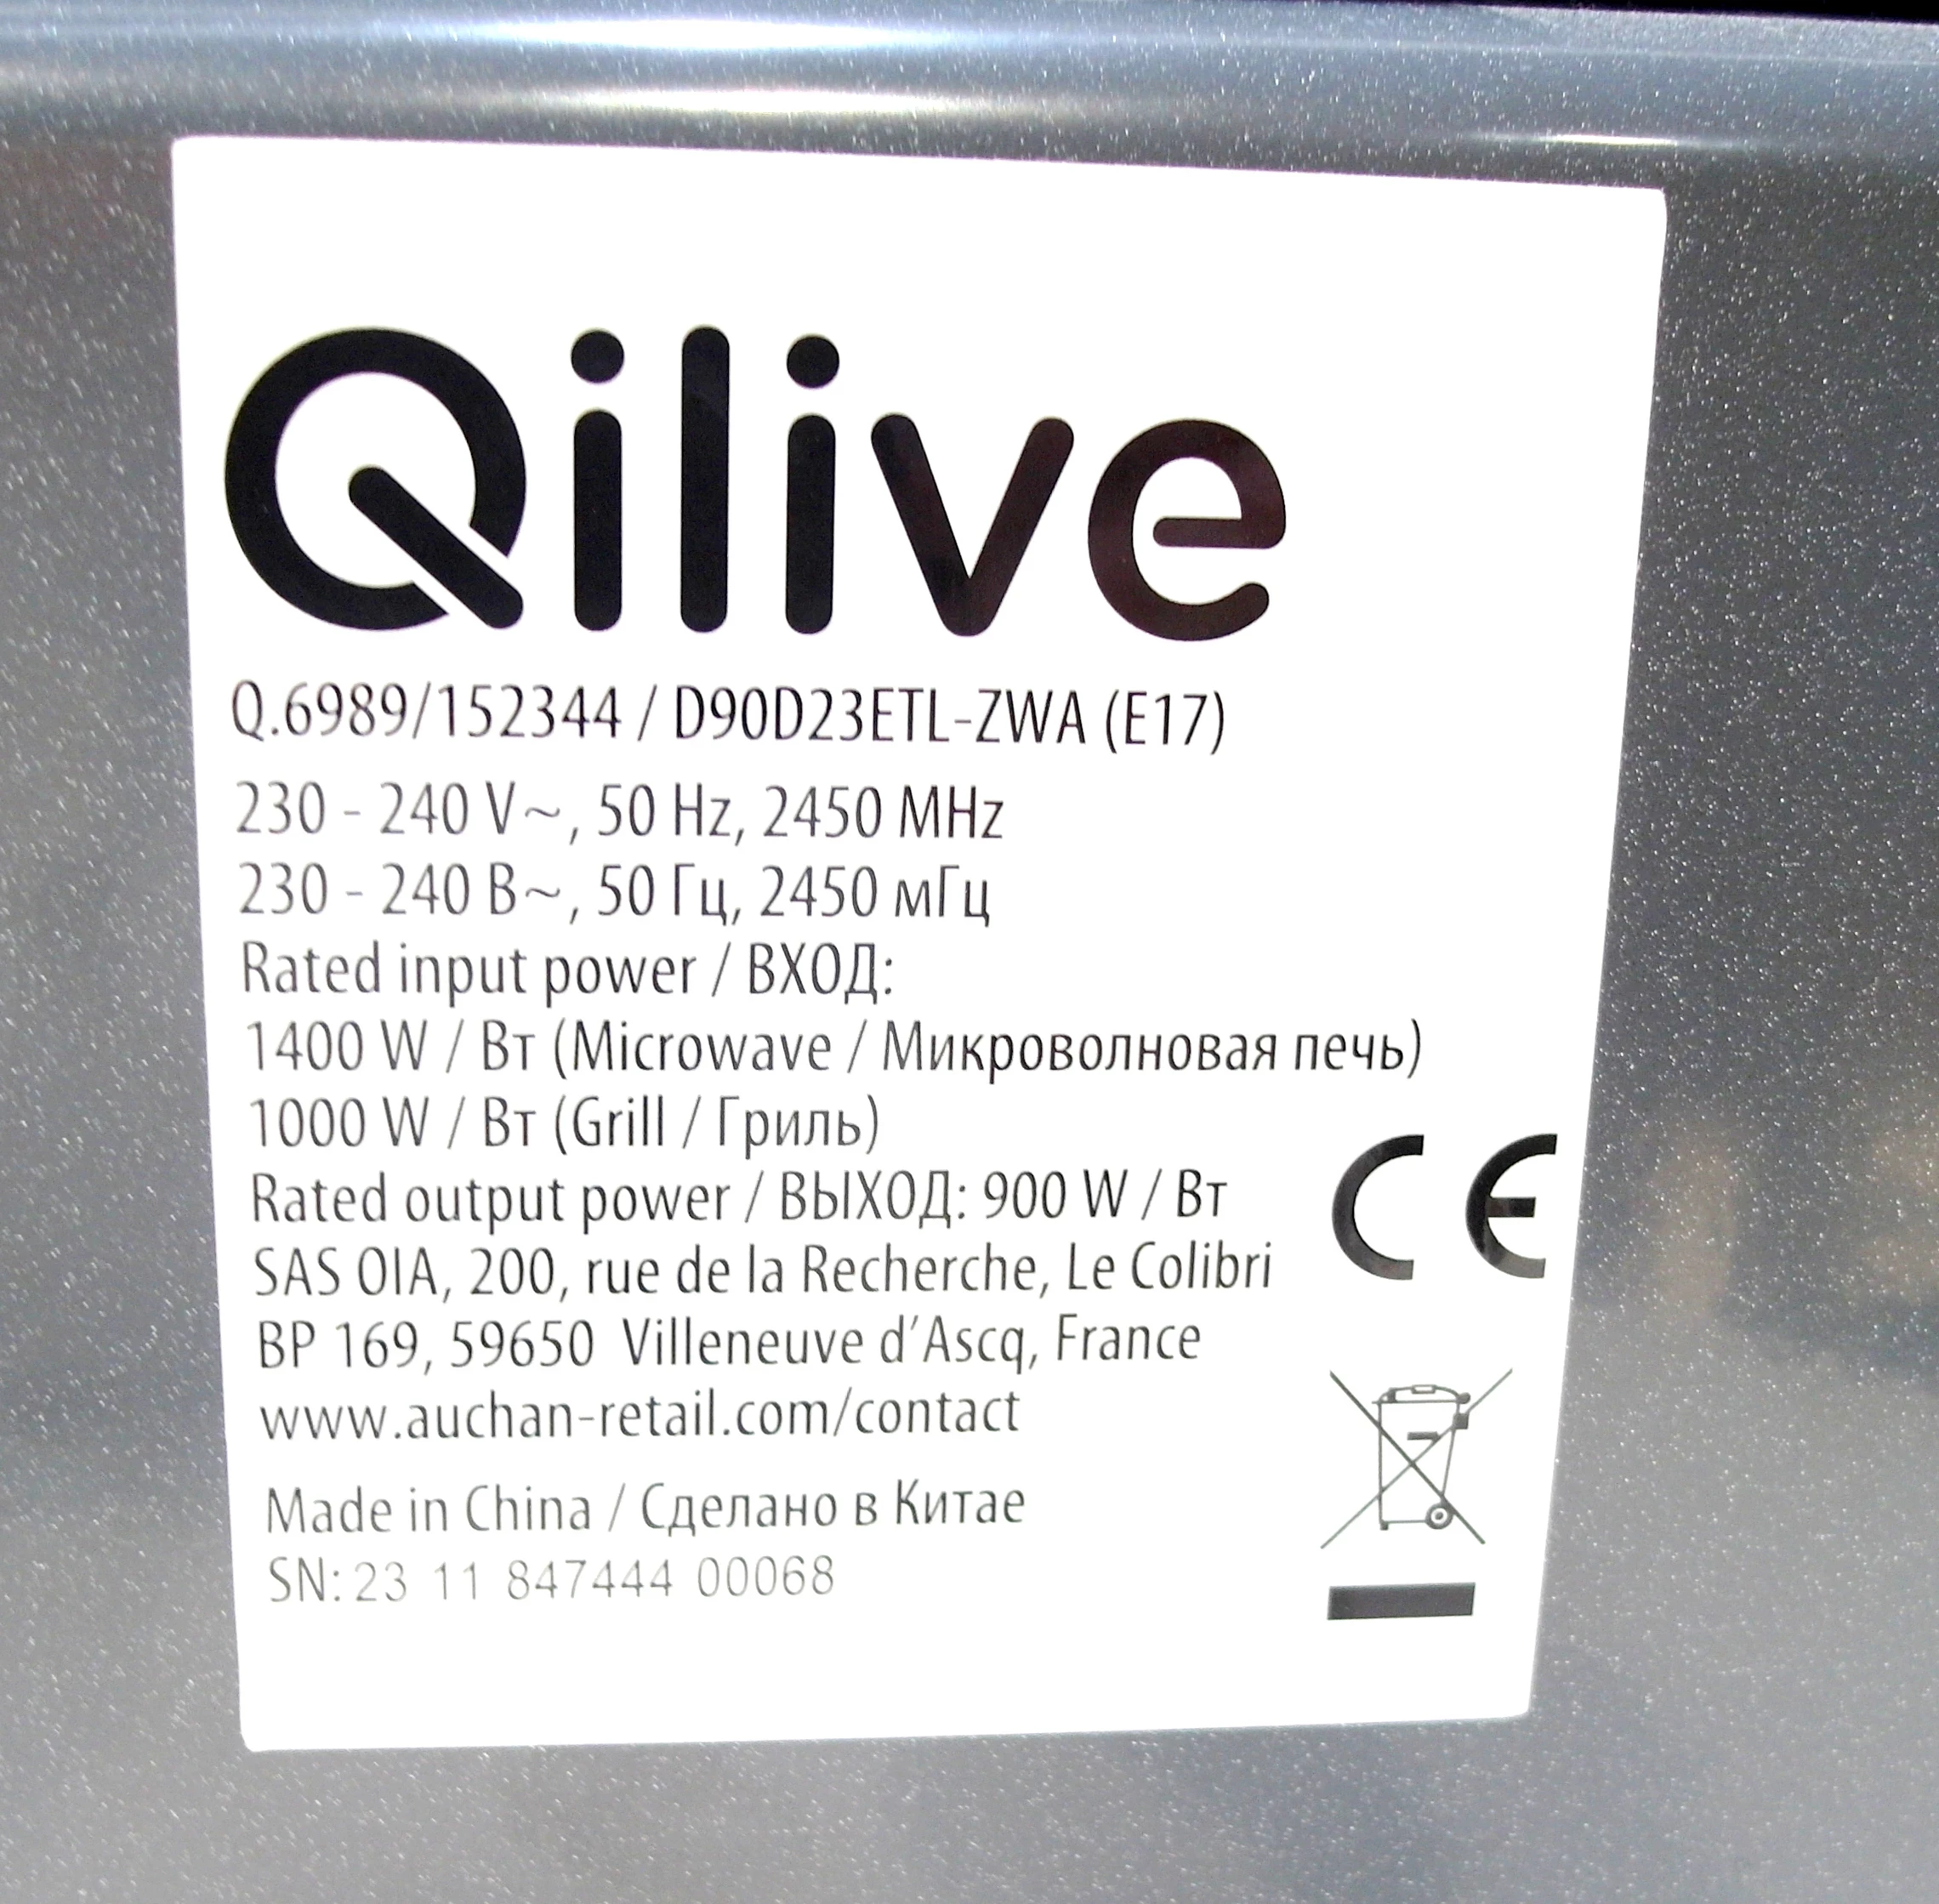 Qilive
Q.6989/152344 / D90D23ETL-ZWA (E17)
230 - 240 V~, 50 Hz, 2450 MHz
230 - 240 В~, 50 Гц, 2450 мГц
Rated input power / ВХОД:
1400 W / Вт (Microwave / Микроволновая печь)
1000 W / Вт (Grill / Гриль)
Rated output power / ВЫХОД: 900 W / Вт
SAS OIA, 200, rue de la Recherche, Le Colibri
BP 169, 59650 Villeneuve d’Ascq, France
www.auchan-retail.com/contact
Made in China / Сделано в Китае
SN: 23 11 847444 00068
CE